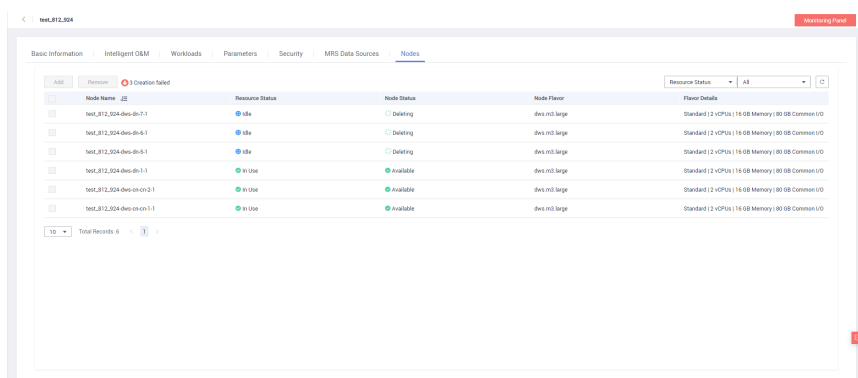 test_812_924
Monitoring Panel
Basic Information
Intelligent O&M
Workloads
Parameters
Security
MRS Data Sources
Nodes
Add
Remove
3 Creation failed
Resource Status
All
Node Name
Resource Status
Node Status
Node Flavor
Flavor Details
test_812_924-dws-dn-7-1
Idle
Deleting
dws.m3.large
Standard | 2 vCPUs | 16 GB Memory | 80 GB Common I/O
test_812_924-dws-dn-6-1
Idle
Deleting
dws.m3.large
Standard | 2 vCPUs | 16 GB Memory | 80 GB Common I/O
test_812_924-dws-dn-5-1
Idle
Deleting
dws.m3.large
Standard | 2 vCPUs | 16 GB Memory | 80 GB Common I/O
test_812_924-dws-dn-1-1
In Use
Available
dws.m3.large
Standard | 2 vCPUs | 16 GB Memory | 80 GB Common I/O
test_812_924-dws-cn-cn-2-1
In Use
Available
dws.m3.large
Standard | 2 vCPUs | 16 GB Memory | 80 GB Common I/O
test_812_924-dws-cn-cn-1-1
In Use
Available
dws.m3.large
Standard | 2 vCPUs | 16 GB Memory | 80 GB Common I/O
10
Total Records: 6
1